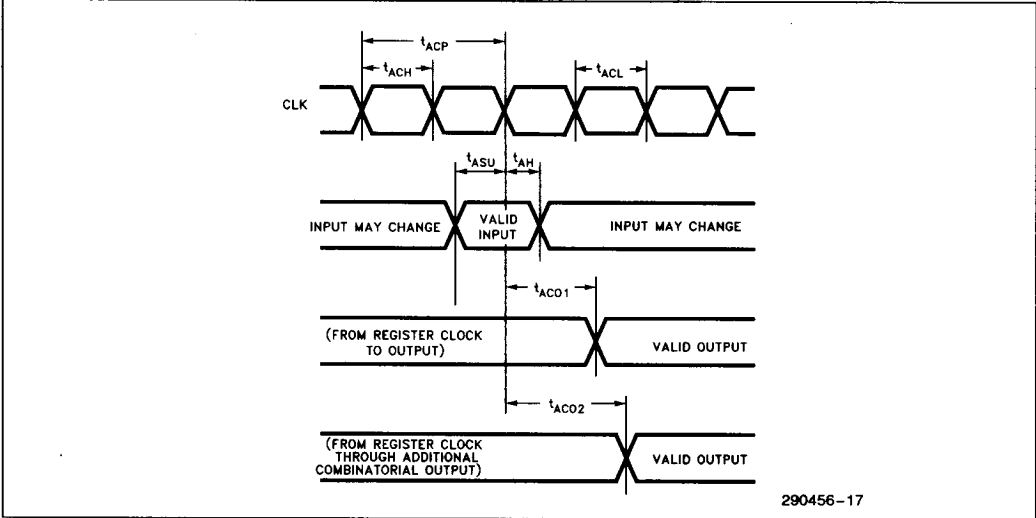 tACP
tACH
tACL
CLK
tASU
tAH
INPUT MAY CHANGE
VALID
INPUT
INPUT MAY CHANGE
tACO1
(FROM REGISTER CLOCK
TO OUTPUT)
VALID OUTPUT
tACO2
(FROM REGISTER CLOCK
THROUGH ADDITIONAL
COMBINATORIAL OUTPUT)
VALID OUTPUT
290456-17